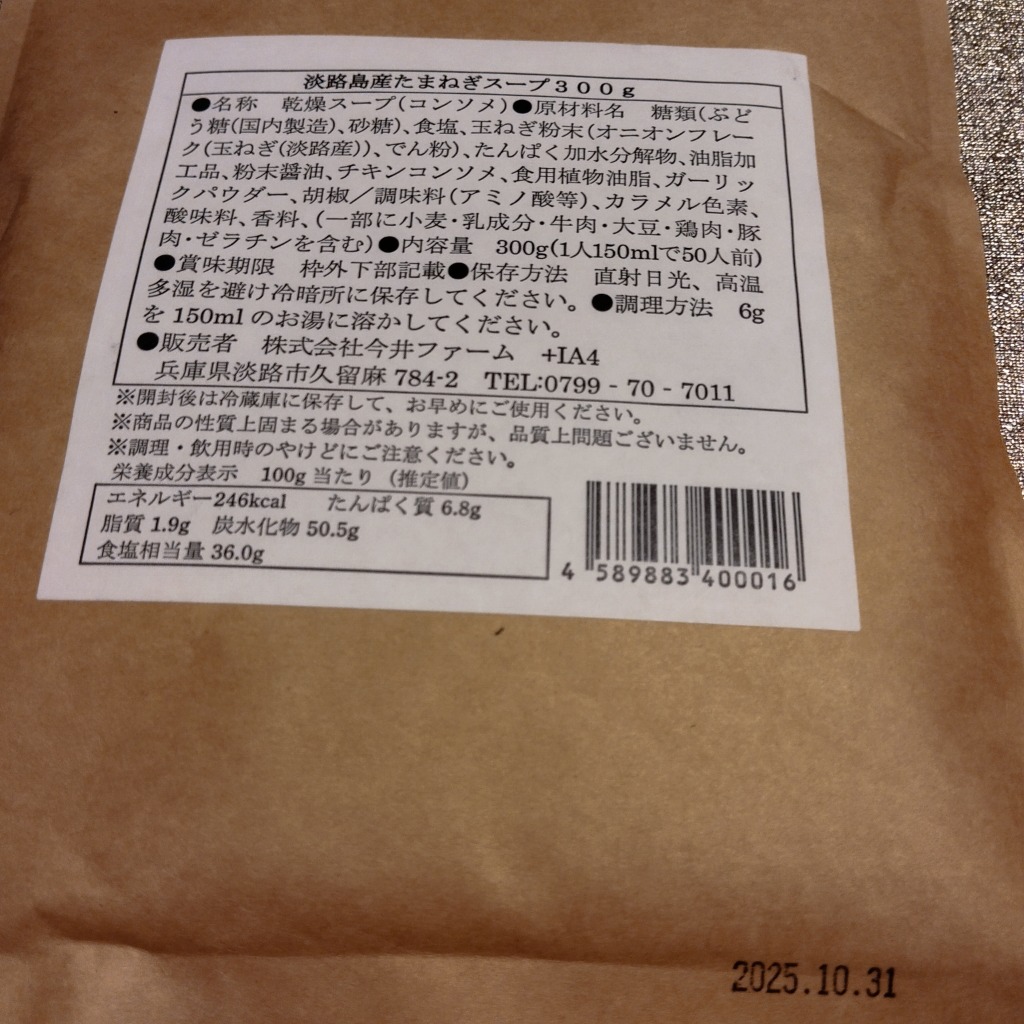 淡路島産たまねぎスープ３００ｇ
●名称　乾燥スープ(コンソメ)●原材料名　糖類(ぶど
う糖(国内製造)、砂糖)、食塩、玉ねぎ粉末(オニオンフレー
ク(玉ねぎ(淡路産))、でん粉)、たんぱく加水分解物、油脂加
工品、粉末醤油、チキンコンソメ、食用植物油脂、ガーリッ
クパウダー、胡椒／調味料(アミノ酸等)、カラメル色素、
酸味料、香料、(一部に小麦・乳成分・牛肉・大豆・鶏肉・豚
肉・ゼラチンを含む)●内容量　300g(1人150mlで50人前)
●賞味期限　枠外下部記載●保存方法　直射日光、高温
多湿を避け冷暗所に保存してください。●調理方法　6g
を 150ml のお湯に溶かしてください。
●販売者　株式会社今井ファーム　+IA4
兵庫県淡路市久留麻 784-2　TEL:0799 - 70 - 7011
※開封後は冷蔵庫に保存して、お早めにご使用ください。
※商品の性質上固まる場合がありますが、品質上問題ございません。
※調理・飲用時のやけどにご注意ください。
栄養成分表示　100g 当たり（推定値）
エネルギー246kcal　たんぱく質 6.8g
脂質 1.9g　炭水化物 50.5g
食塩相当量 36.0g
4 589883 400016
2025.10.31